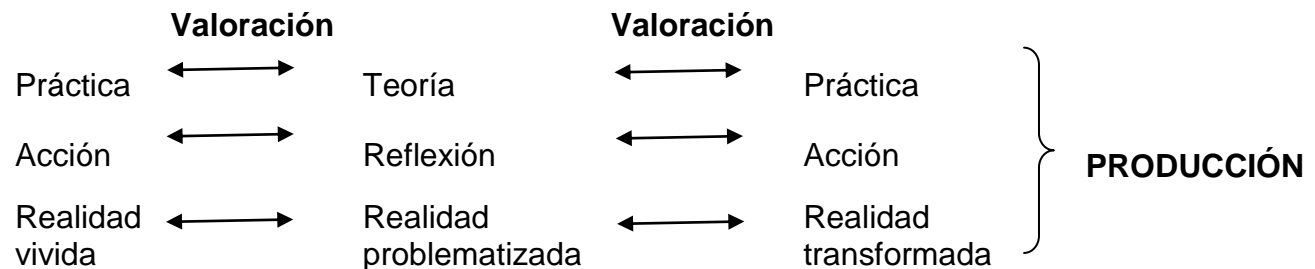 Valoración Valoración
Práctica Teoría Práctica
Acción Reflexión Acción
PRODUCCIÓN
Realidad Realidad Realidad
vivida problematizada transformada